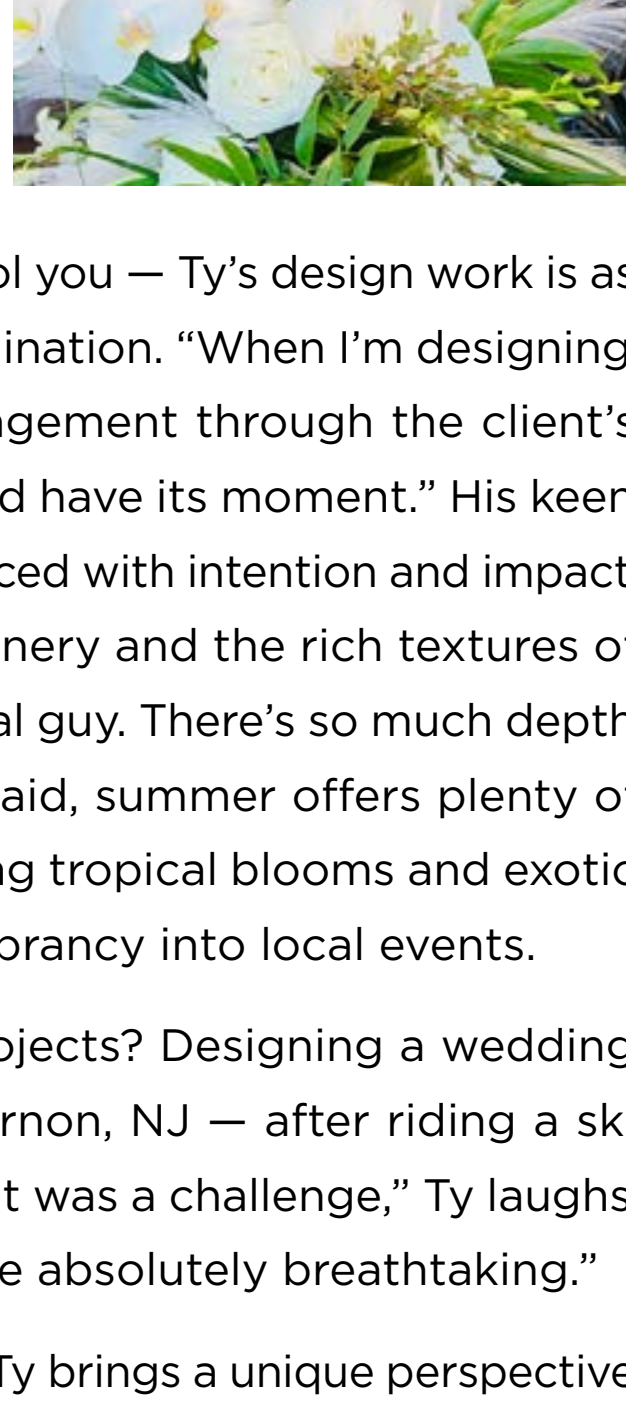 ol you — Ty’s design work is as
ination. “When I’m designing
gement through the client’s
d have its moment.” His keen
ced with intention and impact
nery and the rich textures of
al guy. There’s so much depth
aid, summer offers plenty of
ng tropical blooms and exotic
brancy into local events.
ojects? Designing a wedding
rnon, NJ — after riding a sk
t was a challenge,” Ty laughs
e absolutely breathtaking.”
Ty brings a unique perspective